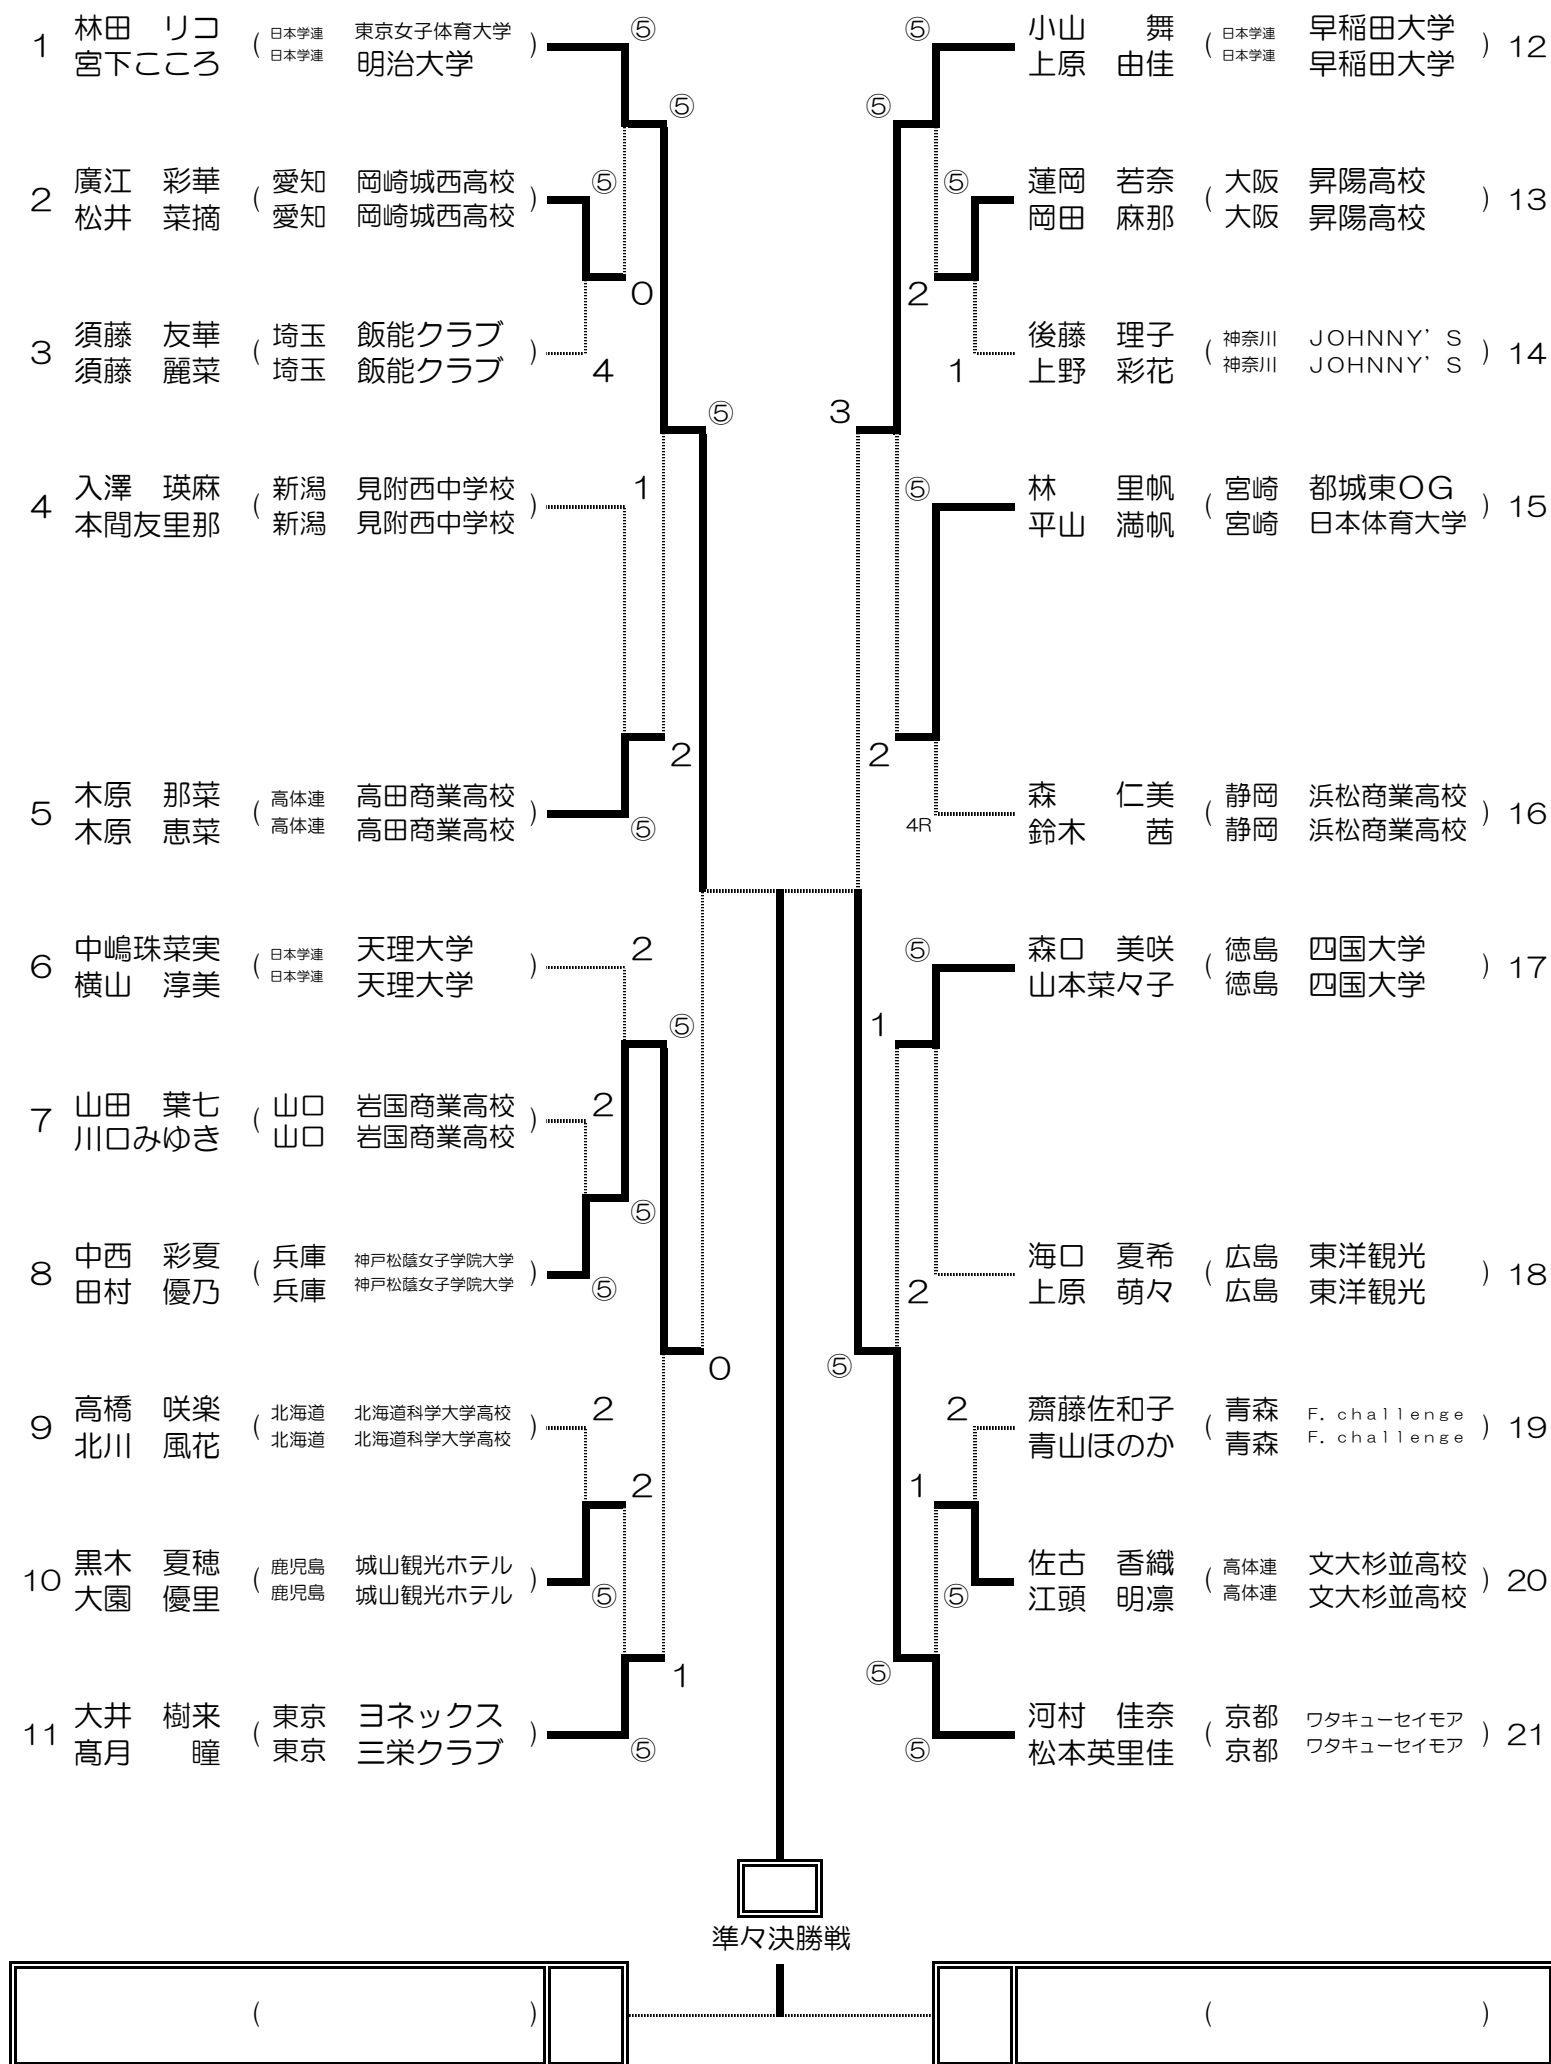 1 林田 リコ ( 日本学連 東京女子体育大学 )
宮下こころ 日本学連 明治大学
⑤
⑤
2 廣江 彩華 ( 愛知 岡崎城西高校 )
松井 菜摘 愛知 岡崎城西高校
⑤
0
3 須藤 友華 ( 埼玉 飯能クラブ )
須藤 麗菜 埼玉 飯能クラブ
4
⑤
4 入澤 瑛麻 ( 新潟 見附西中学校 )
本間友里那 新潟 見附西中学校
1
2
5 木原 那菜 ( 高体連 高田商業高校 )
木原 恵菜 高体連 高田商業高校
⑤
6 中嶋珠菜実 ( 日本学連 天理大学 )
横山 淳美 日本学連 天理大学
2
⑤
7 山田 葉七 ( 山口 岩国商業高校 )
川口みゆき 山口 岩国商業高校
2
⑤
8 中西 彩夏 ( 兵庫 神戸松蔭女子学院大学 )
田村 優乃 兵庫 神戸松蔭女子学院大学
⑤
0
9 高橋 咲楽 ( 北海道 北海道科学大学高校 )
北川 風花 北海道 北海道科学大学高校
2
2
10 黒木 夏穂 ( 鹿児島 城山観光ホテル )
大園 優里 鹿児島 城山観光ホテル
⑤
1
11 大井 樹来 ( 東京 ヨネックス )
髙月 瞳 東京 三栄クラブ
⑤
⑤
小山 舞 ( 日本学連 早稲田大学 ) 12
上原 由佳 日本学連 早稲田大学
⑤
⑤
蓮岡 若奈 ( 大阪 昇陽高校 ) 13
岡田 麻那 大阪 昇陽高校
2
後藤 理子 ( 神奈川 JOHNNY’S ) 14
上野 彩花 神奈川 JOHNNY’S
1
3
⑤
林 里帆 ( 宮崎 都城東OG ) 15
平山 満帆 宮崎 日本体育大学
2
森 仁美 ( 静岡 浜松商業高校 ) 16
鈴木 茜 静岡 浜松商業高校
4R
⑤
森口 美咲 ( 徳島 四国大学 ) 17
山本菜々子 徳島 四国大学
1
海口 夏希 ( 広島 東洋観光 ) 18
上原 萌々 広島 東洋観光
2
⑤
2
齋藤佐和子 ( 青森 F．challenge ) 19
青山ほのか 青森 F．challenge
1
佐古 香織 ( 高体連 文大杉並高校 ) 20
江頭 明凛 高体連 文大杉並高校
⑤
⑤
河村 佳奈 ( 京都 ワタキューセイモア ) 21
松本英里佳 京都 ワタキューセイモア
⑤
準々決勝戦
( )
( )